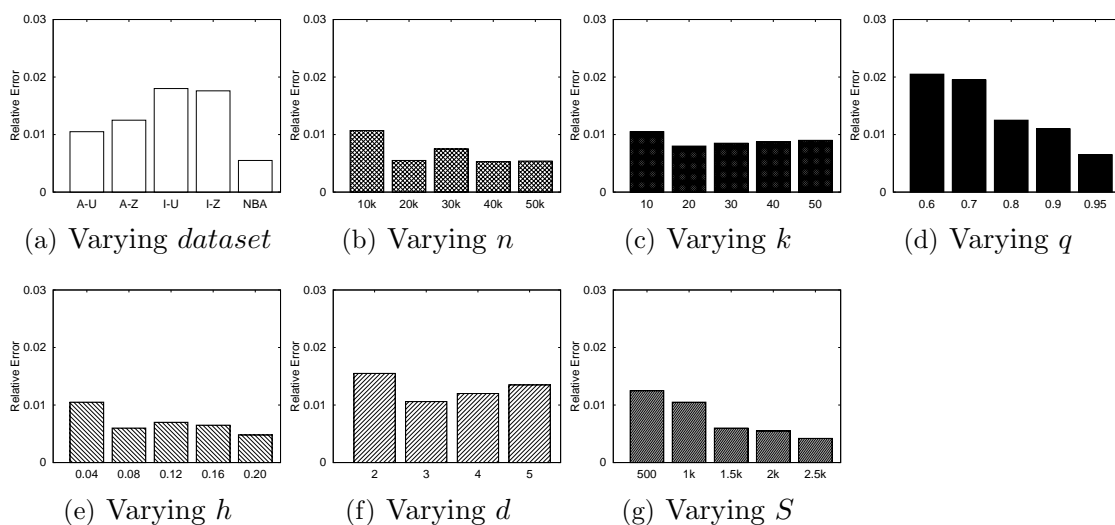 0.03 0.03 0.03 0.03
0.02 0.02 0.02 0.02
0.01 0.01 0.01 0.01
0 0 0 0
Relative Error Relative Error Relative Error Relative Error
A-U A-Z I-U I-Z NBA 10k 20k 30k 40k 50k 10 20 30 40 50 0.6 0.7 0.8 0.9 0.95
(a) Varying dataset (b) Varying n (c) Varying k (d) Varying q
0.03 0.03 0.03
0.02 0.02 0.02
0.01 0.01 0.01
0 0 0
Relative Error Relative Error Relative Error
0.04 0.08 0.12 0.16 0.20 2 3 4 5 500 1k 1.5k 2k 2.5k
(e) Varying h (f) Varying d (g) Varying S